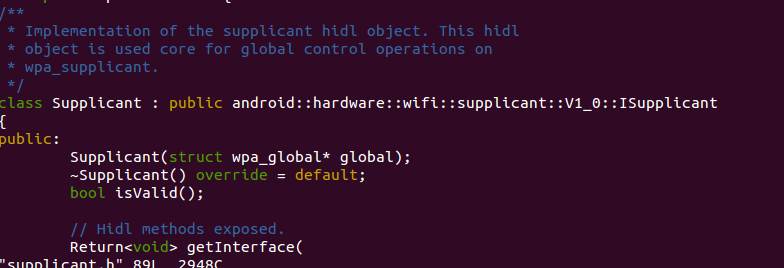 /**
 * Implementation of the supplicant hidl object. This hidl
 * object is used core for global control operations on
 * wpa_supplicant.
 */
class Supplicant : public android::hardware::wifi::supplicant::V1_0::ISupplicant
{
public:
        Supplicant(struct wpa_global* global);
        ~Supplicant() override = default;
        bool isValid();

        // Hidl methods exposed.
        Return<void> getInterface(
"supplicant.h" 89L, 2948C